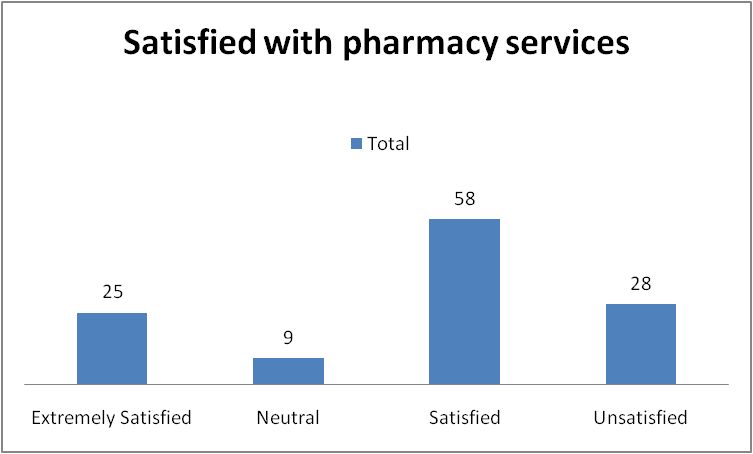 Satisfied with pharmacy services
Total
25
9
58
28
Extremely Satisfied
Neutral
Satisfied
Unsatisfied